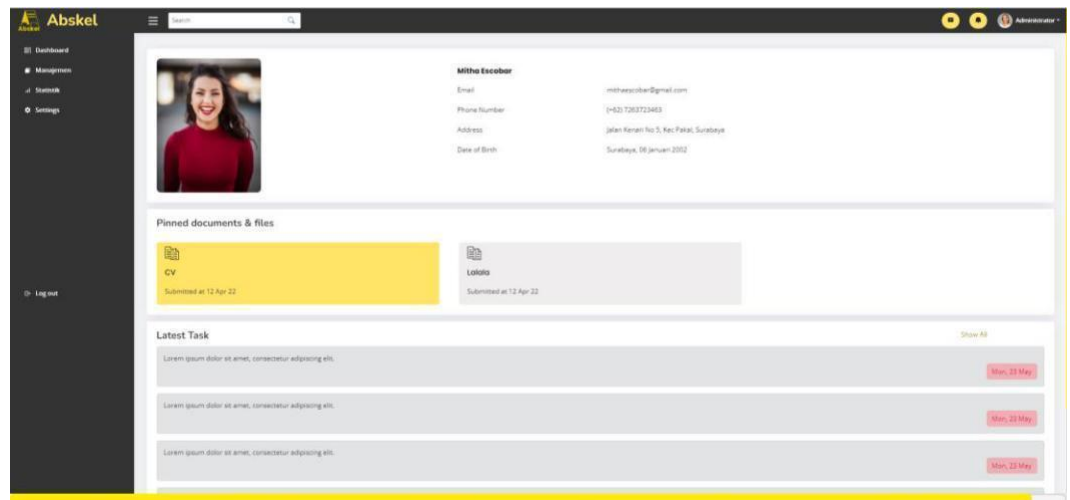 Abskel
Abskel
Search
Administrator
Dashboard
Manajemen
Statistik
Settings
Log out
Mitha Escobar
Email
mithaescobar@gmail.com
Phone Number
(+62) 7263723463
Address
Jalan Kenari No 5, Kec Pakal, Surabaya
Date of Birth
Surabaya, 06 Januari 2002
Pinned documents & files
CV
Submitted at 12 Apr 22
Lalala
Submitted at 12 Apr 22
Latest Task
Show All
Lorem ipsum dolor sit amet, consectetur adipiscing elit.
Mon, 23 May
Lorem ipsum dolor sit amet, consectetur adipiscing elit.
Mon, 23 May
Lorem ipsum dolor sit amet, consectetur adipiscing elit.
Mon, 23 May